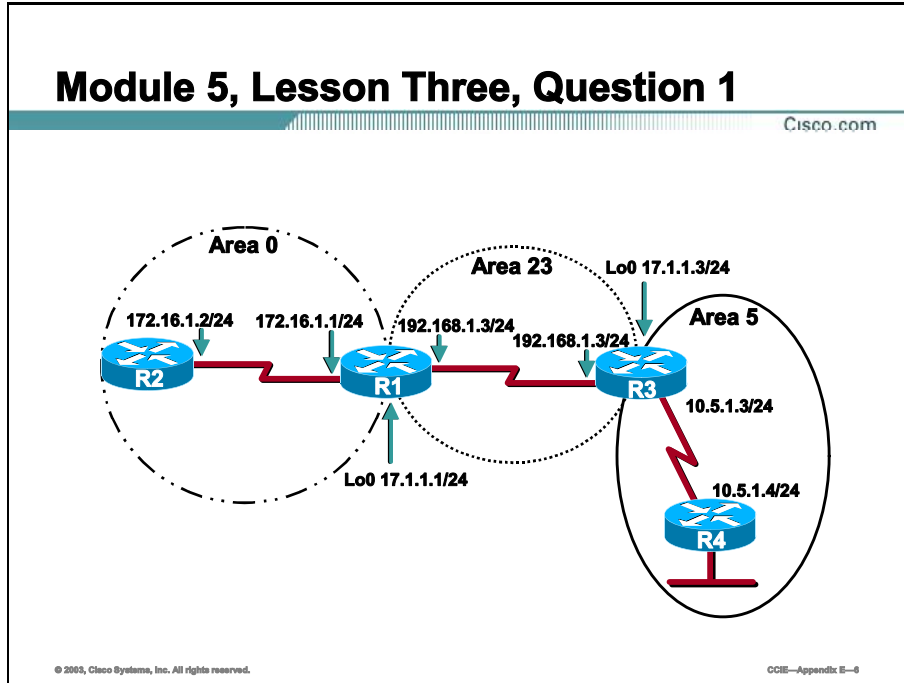 Module 5, Lesson Three, Question 1
Cisco.com
Area 0
Area 23
Lo0 17.1.1.3/24
Area 5
172.16.1.2/24
172.16.1.1/24
192.168.1.3/24
192.168.1.3/24
R2
R1
R3
10.5.1.3/24
Lo0 17.1.1.1/24
10.5.1.4/24
R4
© 2003, Cisco Systems, Inc. All rights reserved.
CCIE—Appendix E—6